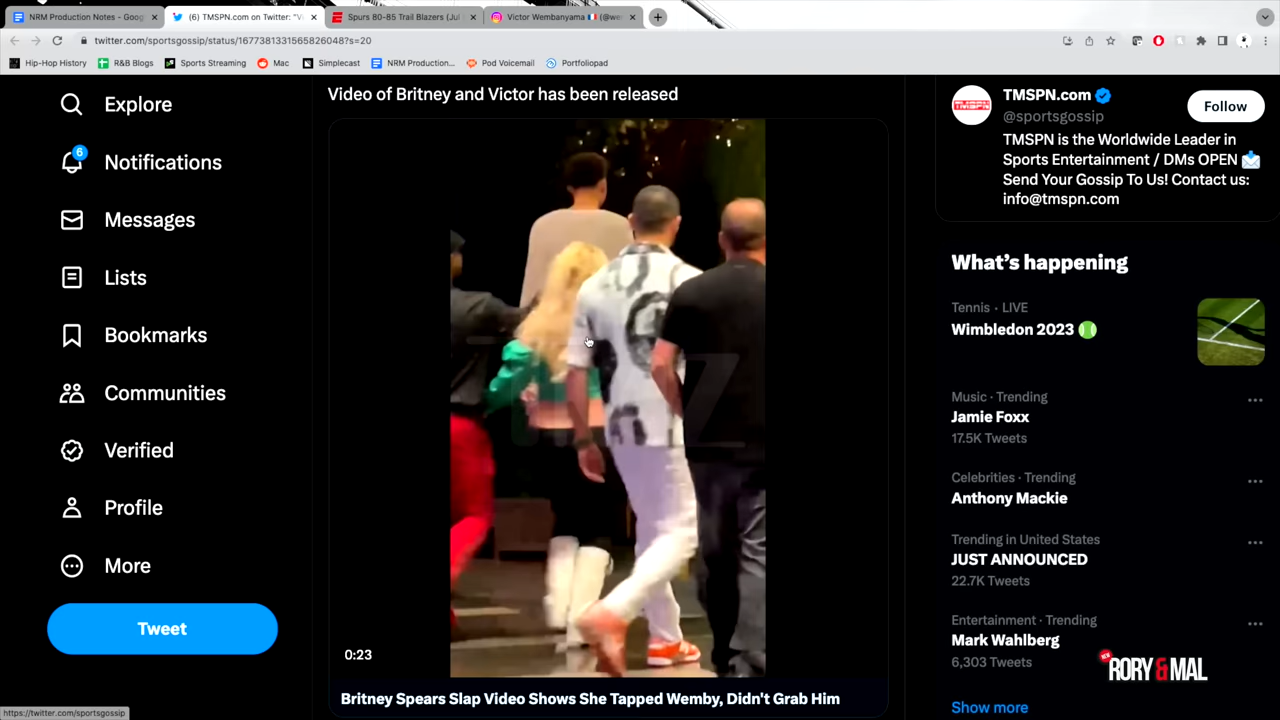 NRM Production Notes - Goog
(6) TMSPN.com on Twitter: "Vi
Spurs 80-85 Trail Blazers (Jul
Victor Wembanyama 🇫🇷 (@we
twitter.com/sportsgossip/status/1677381331565826048?s=20
Hip-Hop History
R&B Blogs
Sports Streaming
Mac
Simplecast
NRM Production...
Pod Voicemail
Portfoliopad
Explore
6
Notifications
Messages
Lists
Bookmarks
Communities
Verified
Profile
More
Tweet
Video of Britney and Victor has been released
0:23
Britney Spears Slap Video Shows She Tapped Wemby, Didn't Grab Him
TMSPN.com
@sportsgossip
Follow
TMSPN is the Worldwide Leader in
Sports Entertainment / DMs OPEN 📩
Send Your Gossip To Us! Contact us:
info@tmspn.com
What's happening
Tennis · LIVE
Wimbledon 2023 🎾
Music · Trending
Jamie Foxx
17.5K Tweets
Celebrities · Trending
Anthony Mackie
Trending in United States
JUST ANNOUNCED
22.7K Tweets
Entertainment · Trending
Mark Wahlberg
6,303 Tweets
Show more
NEW
RORY & MAL
https://twitter.com/sportsgossip